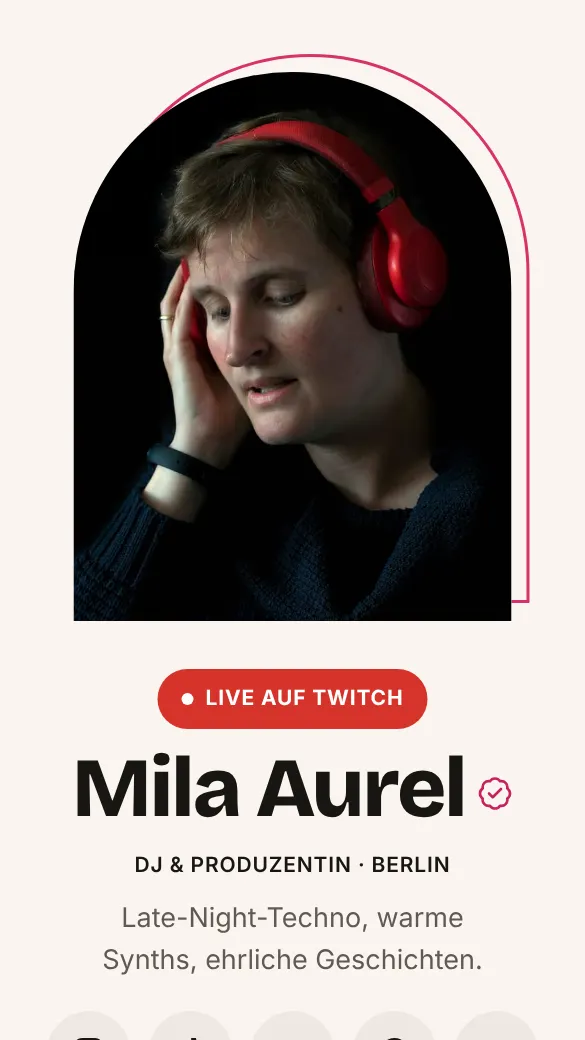 LIVE AUF TWITCH
Mila Aurel
DJ & PRODUZENTIN · BERLIN
Late-Night-Techno, warme
Synths, ehrliche Geschichten.